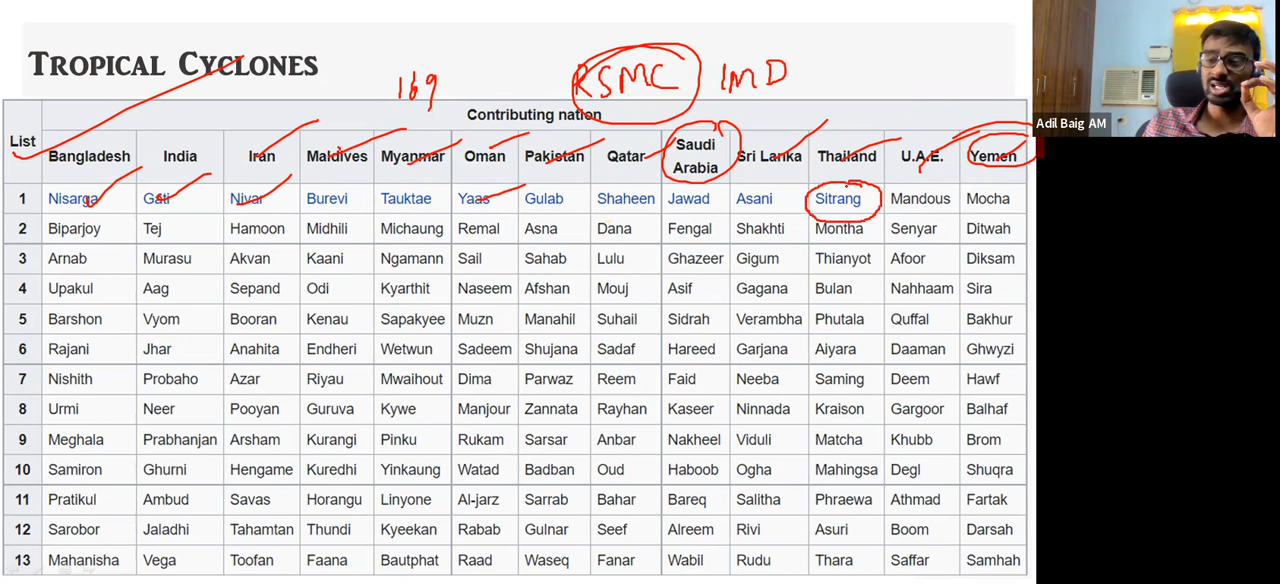 TROPICAL CYCLONES
169
RSMC IMD
Adil Baig AM
List Contributing nation
Bangladesh India Iran Maldives Myanmar Oman Pakistan Qatar Saudi Arabia Sri Lanka Thailand U.A.E. Yemen
1 Nisarga Gati Nivar Burevi Tauktae Yaas Gulab Shaheen Jawad Asani Sitrang Mandous Mocha
2 Biparjoy Tej Hamoon Midhili Michaung Remal Asna Dana Fengal Shakhti Montha Senyar Ditwah
3 Arnab Murasu Akvan Kaani Ngamann Sail Sahab Lulu Ghazeer Gigum Thianyot Afoor Diksam
4 Upakul Aag Sepand Odi Kyarthit Naseem Afshan Mouj Asif Gagana Bulan Nahhaam Sira
5 Barshon Vyom Booran Kenau Sapakyee Muzn Manahil Suhail Sidrah Verambha Phutala Quffal Bakhur
6 Rajani Jhar Anahita Endheri Wetwun Sadeem Shujana Sadaf Hareed Garjana Aiyara Daaman Ghwyzi
7 Nishith Probaho Azar Riyau Mwaihout Dima Parwaz Reem Faid Neeba Saming Deem Hawf
8 Urmi Neer Pooyan Guruva Kywe Manjour Zannata Rayhan Kaseer Ninnada Kraison Gargoor Balhaf
9 Meghala Prabhanjan Arsham Kurangi Pinku Rukam Sarsar Anbar Nakheel Viduli Matcha Khubb Brom
10 Samiron Ghurni Hengame Kuredhi Yinkaung Watad Badban Oud Haboob Ogha Mahingsa Degl Shuqra
11 Pratikul Ambud Savas Horangu Linyone Al-jarz Sarrab Bahar Bareq Salitha Phraewa Athmad Fartak
12 Sarobor Jaladhi Tahamtan Thundi Kyeekan Rabab Gulnar Seef Alreem Rivi Asuri Boom Darsah
13 Mahanisha Vega Toofan Faana Bautphat Raad Waseq Fanar Wabil Rudu Thara Saffar Samhah